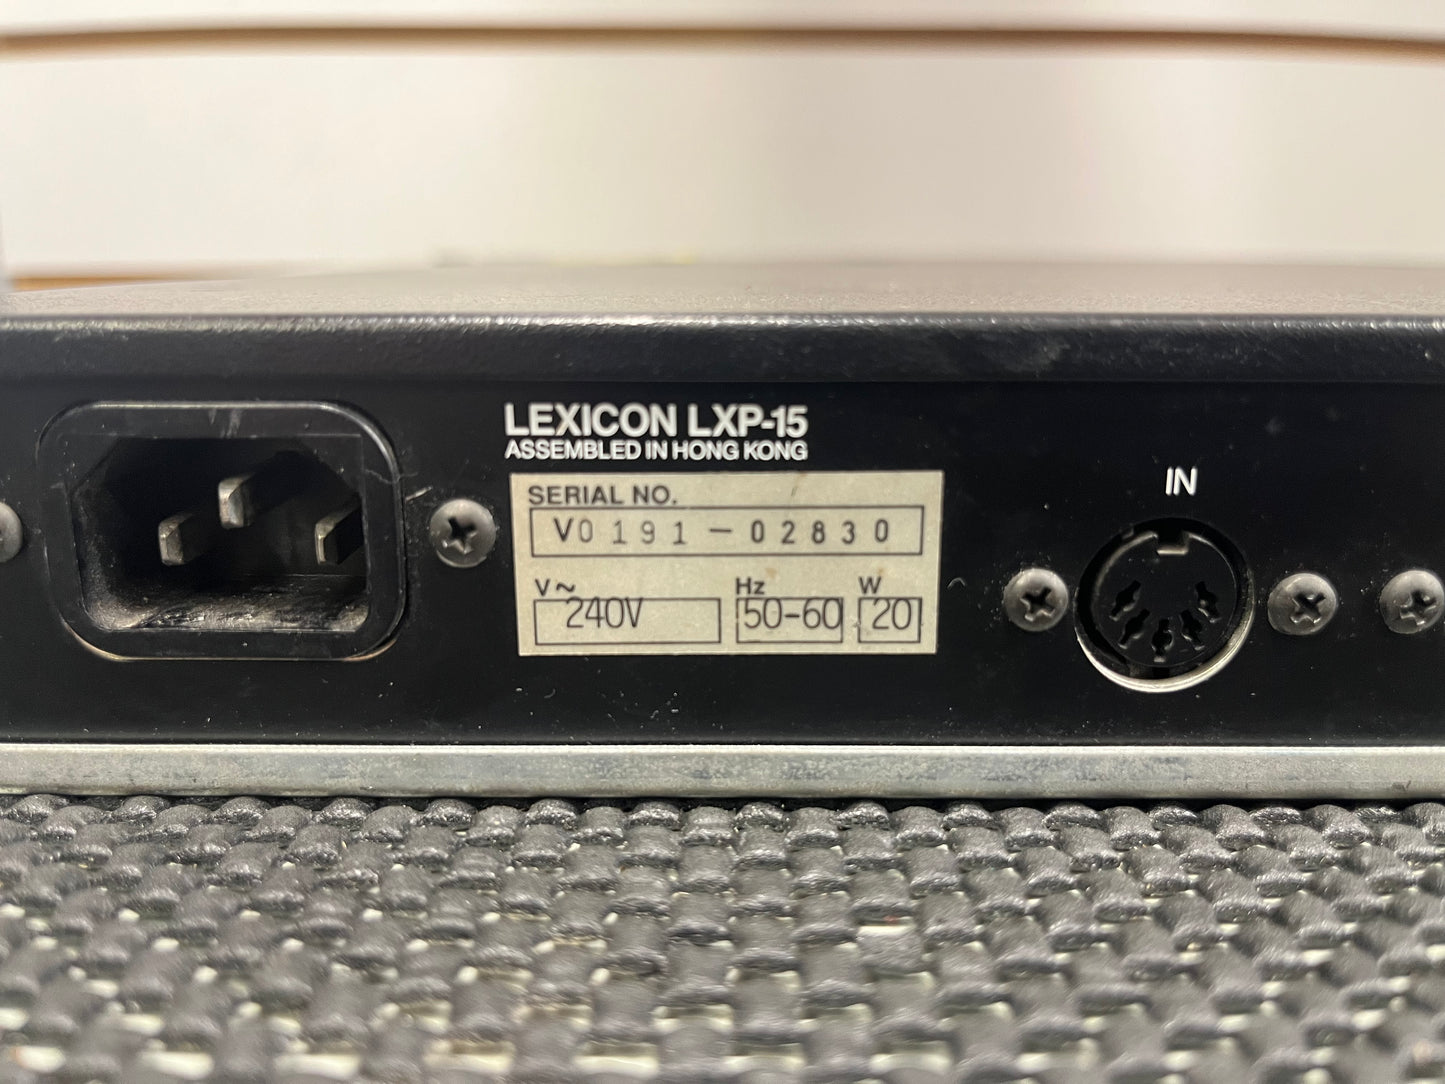 LEXICON LXP-15
ASSEMBLED IN HONG KONG
SERIAL NO.
V0191-02830
V~ Hz W
240V 50-60 20
IN